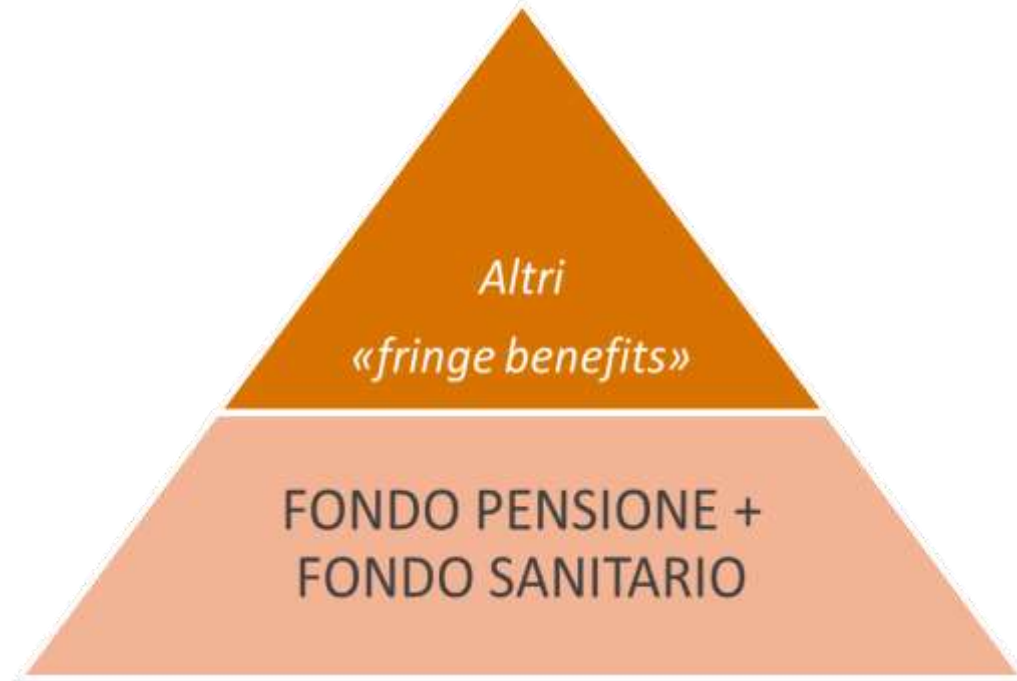 Altri
«fringe benefits»
FONDO PENSIONE +
FONDO SANITARIO